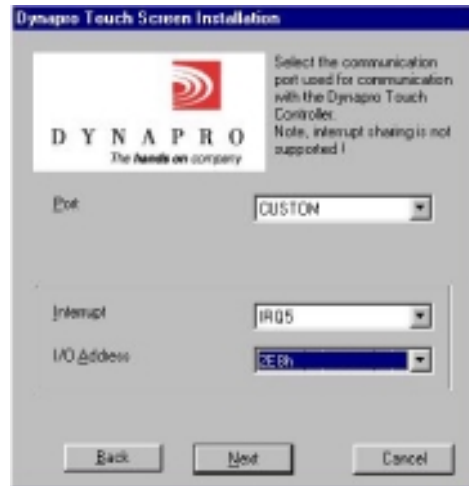 Dynapro Touch Screen Installation
Select the communication
port used for communication
with the Dynapro Touch
Controller.
Note, interrupt sharing is not
supported !
DYNAPRO
The hands on company
Port
CUSTOM
Interrupt
IRQ5
I/O Address
2E8h
Back
Next
Cancel